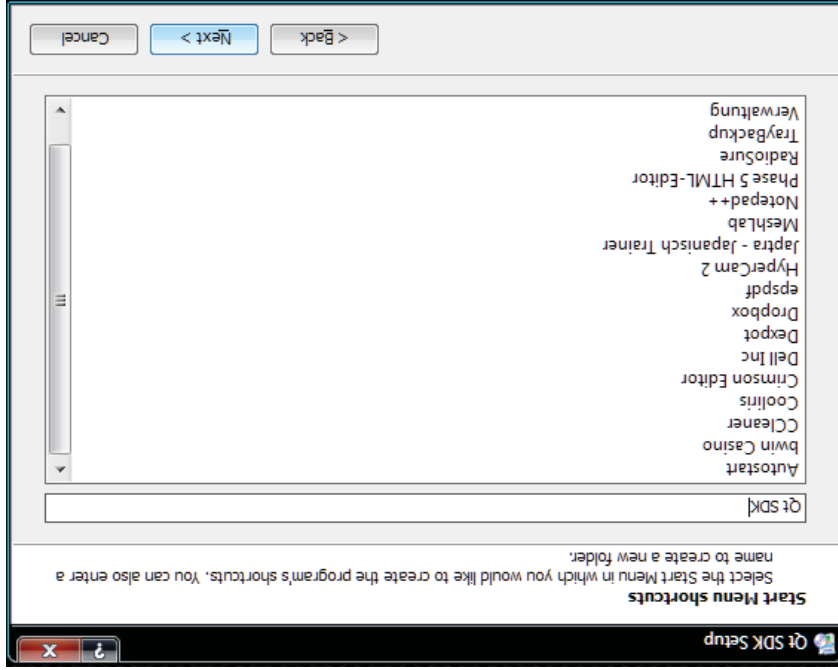 Qt SDK Setup
? X
Start Menu shortcuts
Select the Start Menu in which you would like to create the program's shortcuts. You can also enter a
name to create a new folder.
Qt SDK
Autostart
bwin Casino
CCleaner
Cooliris
Crimson Editor
Dell Inc
Dexpot
Dropbox
epspdf
HyperCam 2
Japtra - Japanisch Trainer
MeshLab
Notepad++
Phase 5 HTML-Editor
RadioSure
TrayBackup
Verwaltung
< Back
Next >
Cancel